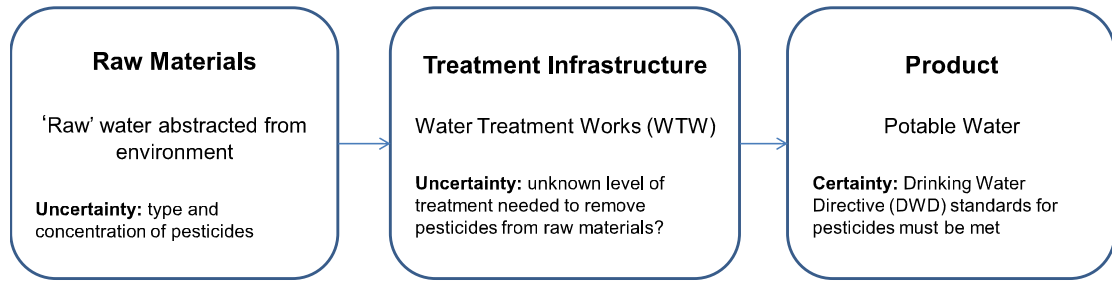 Raw Materials
‘Raw’ water abstracted from
environment
Uncertainty: type and
concentration of pesticides
Treatment Infrastructure
Water Treatment Works (WTW)
Uncertainty: unknown level of
treatment needed to remove
pesticides from raw materials?
Product
Potable Water
Certainty: Drinking Water
Directive (DWD) standards for
pesticides must be met